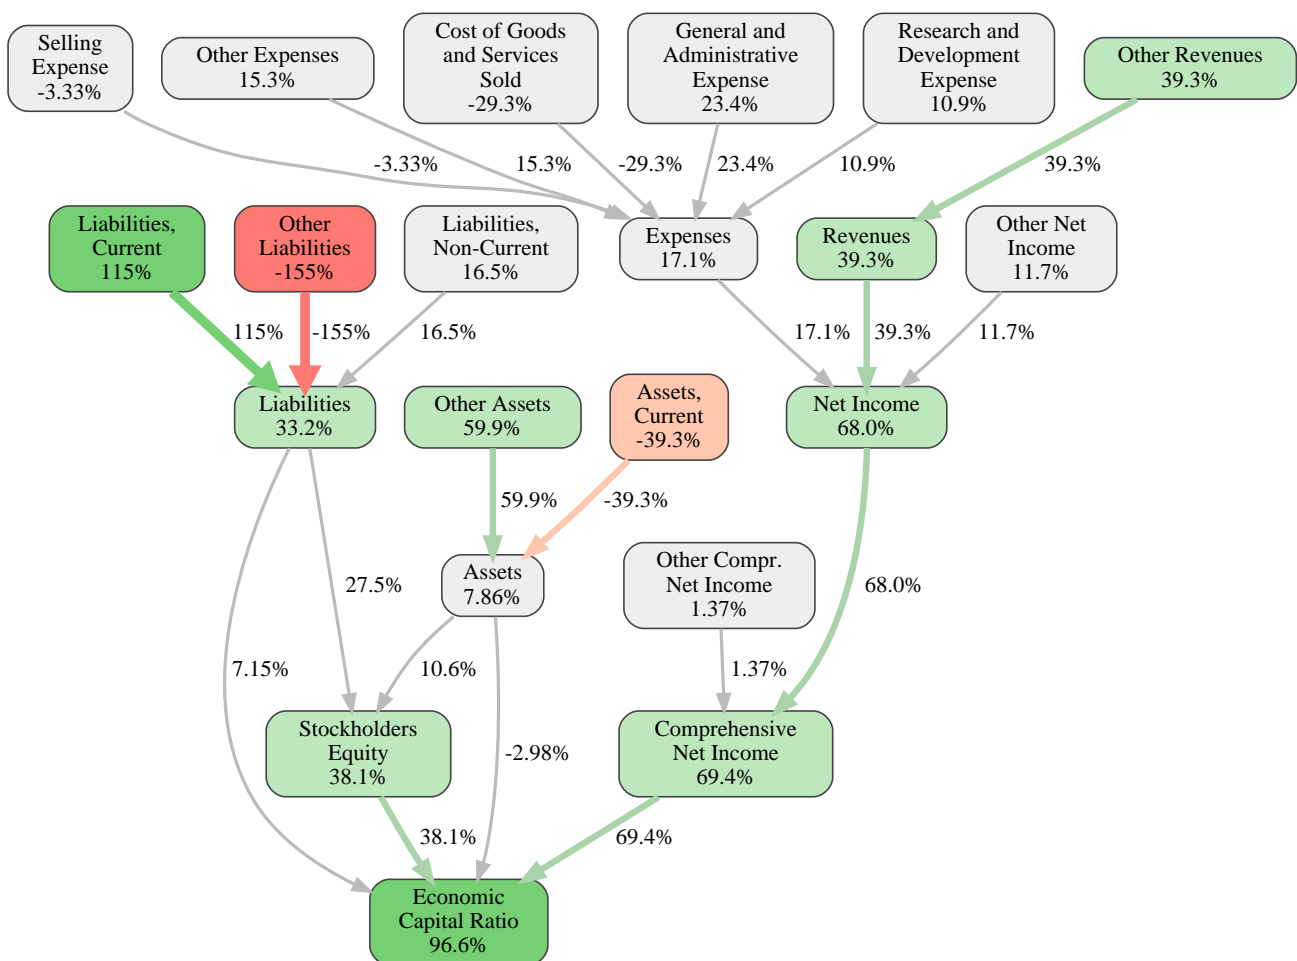 Selling
Expense
-3.33%
Other Expenses
15.3%
Cost of Goods
and Services
Sold
-29.3%
General and
Administrative
Expense
23.4%
Research and
Development
Expense
10.9%
Other Revenues
39.3%
-3.33%
15.3%
-29.3%
23.4%
10.9%
39.3%
Liabilities,
Current
115%
Other
Liabilities
-155%
Liabilities,
Non-Current
16.5%
Expenses
17.1%
Revenues
39.3%
Other Net
Income
11.7%
115%
-155%
16.5%
17.1%
39.3%
11.7%
Liabilities
33.2%
Other Assets
59.9%
Assets,
Current
-39.3%
Net Income
68.0%
59.9%
-39.3%
Assets
7.86%
Other Compr.
Net Income
1.37%
27.5%
68.0%
7.15%
10.6%
1.37%
Stockholders
Equity
38.1%
-2.98%
Comprehensive
Net Income
69.4%
38.1%
69.4%
Economic
Capital Ratio
96.6%